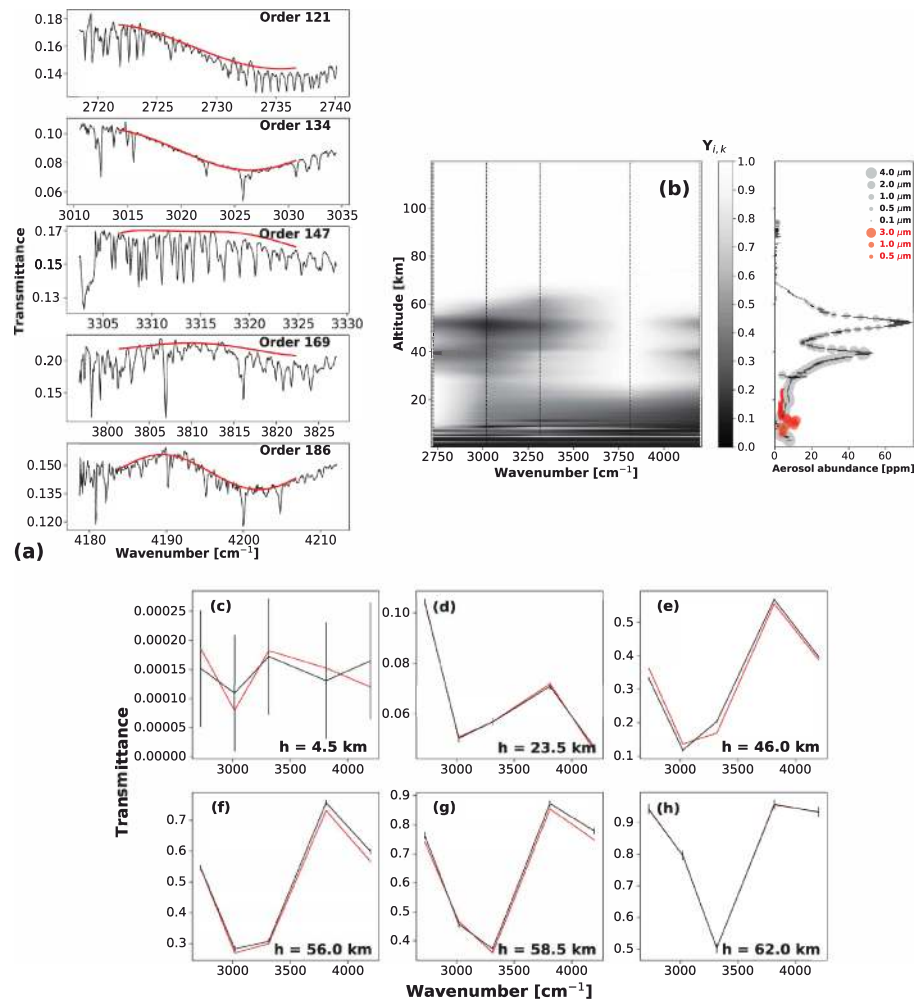 Order 121
0.18
0.16
0.14
2720 2725 2730 2735 2740
Order 134
0.10
0.08
0.06
3010 3015 3020 3025 3030 3035
Order 147
0.17
0.15
0.13
3305 3310 3315 3320 3325 3330
Order 169
0.20
0.15
3800 3805 3810 3815 3820 3825
Order 186
0.150
0.135
0.120
4180 4190 4200 4210
Transmittance
Wavenumber [cm⁻¹]
(a)
(b)
Y_{i,k}
100
80
60
40
20
Altitude [km]
2750 3000 3250 3500 3750 4000
Wavenumber [cm⁻¹]
1.0
0.9
0.8
0.7
0.6
0.5
0.4
0.3
0.2
0.1
0.0
4.0 μm
2.0 μm
1.0 μm
0.5 μm
0.1 μm
3.0 μm
1.0 μm
0.5 μm
0 20 40 60
Aerosol abundance [ppm]
Transmittance
(c)
0.00025
0.00020
0.00015
0.00010
0.00005
0.00000
h = 4.5 km
3000 3500 4000
(d)
0.10
0.08
0.06
h = 23.5 km
3000 3500 4000
(e)
0.5
0.4
0.3
0.2
0.1
h = 46.0 km
3000 3500 4000
(f)
0.7
0.6
0.5
0.4
0.3
h = 56.0 km
3000 3500 4000
(g)
0.9
0.8
0.7
0.6
0.5
0.4
h = 58.5 km
3000 3500 4000
(h)
0.9
0.8
0.7
0.6
0.5
h = 62.0 km
3000 3500 4000
Wavenumber [cm⁻¹]